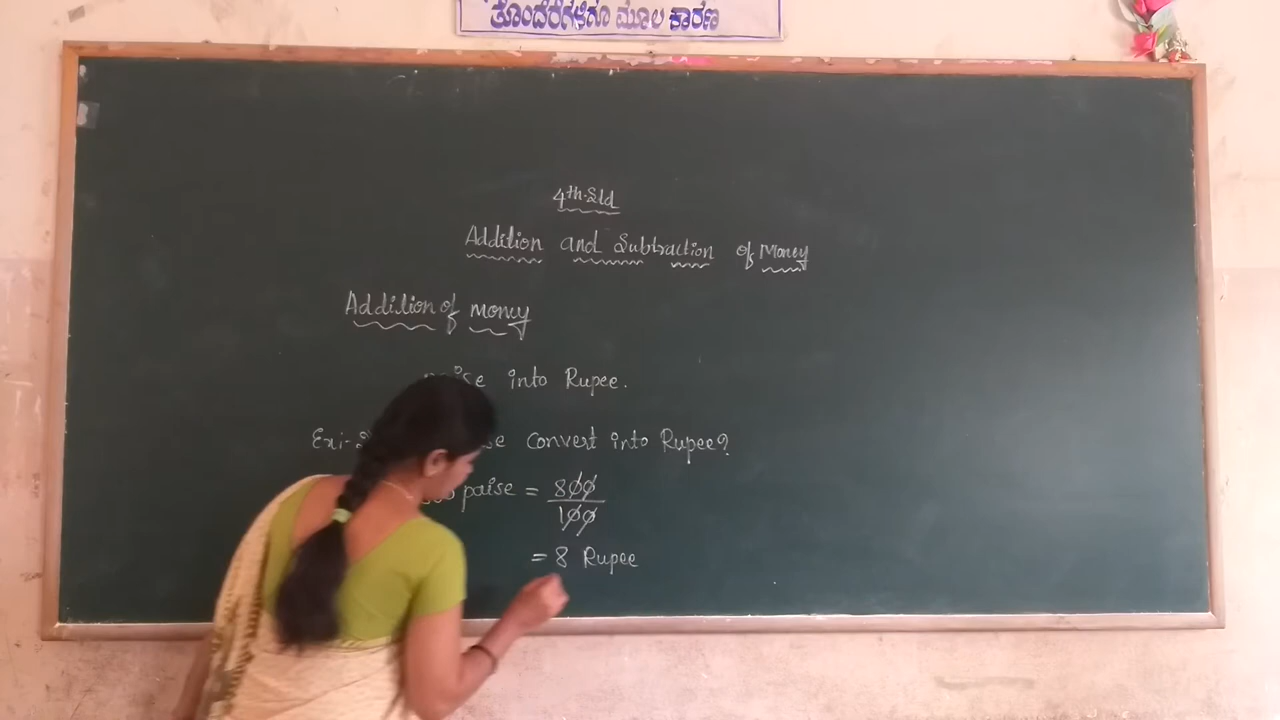 ತೊಂದರೆಗಳಿಗೂ ಮೂಲ ಕಾರಣ
4th Std
Addition and Subtraction of Money
Addition of money
into Rupee.
convert into Rupee?
paise = 800
100
= 8 Rupee